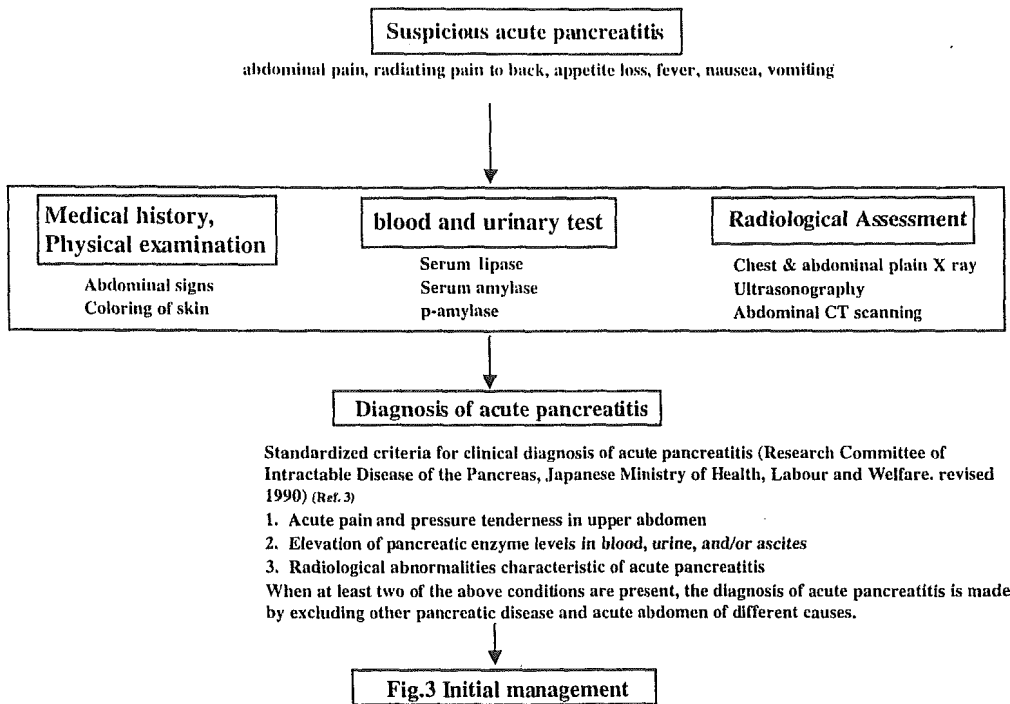 Suspicious acute pancreatitis
abdominal pain, radiating pain to back, appetite loss, fever, nausea, vomiting
Medical history,
Physical examination
Abdominal signs
Coloring of skin
blood and urinary test
Serum lipase
Serum amylase
p-amylase
Radiological Assessment
Chest & abdominal plain X ray
Ultrasonography
Abdominal CT scanning
Diagnosis of acute pancreatitis
Standardized criteria for clinical diagnosis of acute pancreatitis (Research Committee of
Intractable Disease of the Pancreas, Japanese Ministry of Health, Labour and Welfare. revised
1990) (Ref. 3)
1. Acute pain and pressure tenderness in upper abdomen
2. Elevation of pancreatic enzyme levels in blood, urine, and/or ascites
3. Radiological abnormalities characteristic of acute pancreatitis
When at least two of the above conditions are present, the diagnosis of acute pancreatitis is made
by excluding other pancreatic disease and acute abdomen of different causes.
Fig.3 Initial management